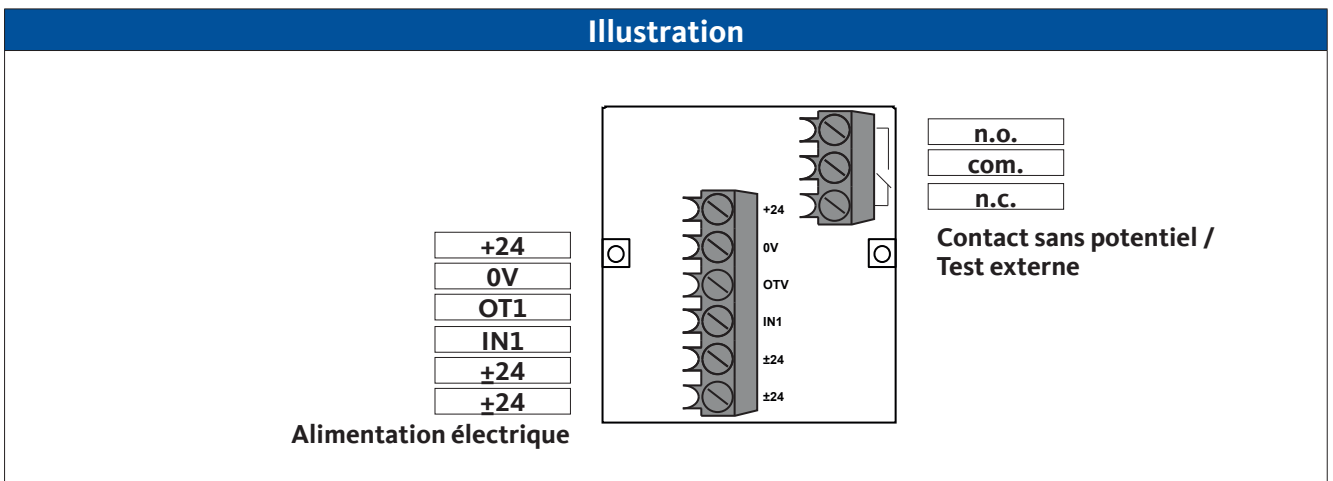 Illustration
n.o.
com.
n.c.
Contact sans potentiel /
Test externe
+24
0V
OTV
IN1
±24
±24
+24
0V
OT1
IN1
±24
±24
Alimentation électrique